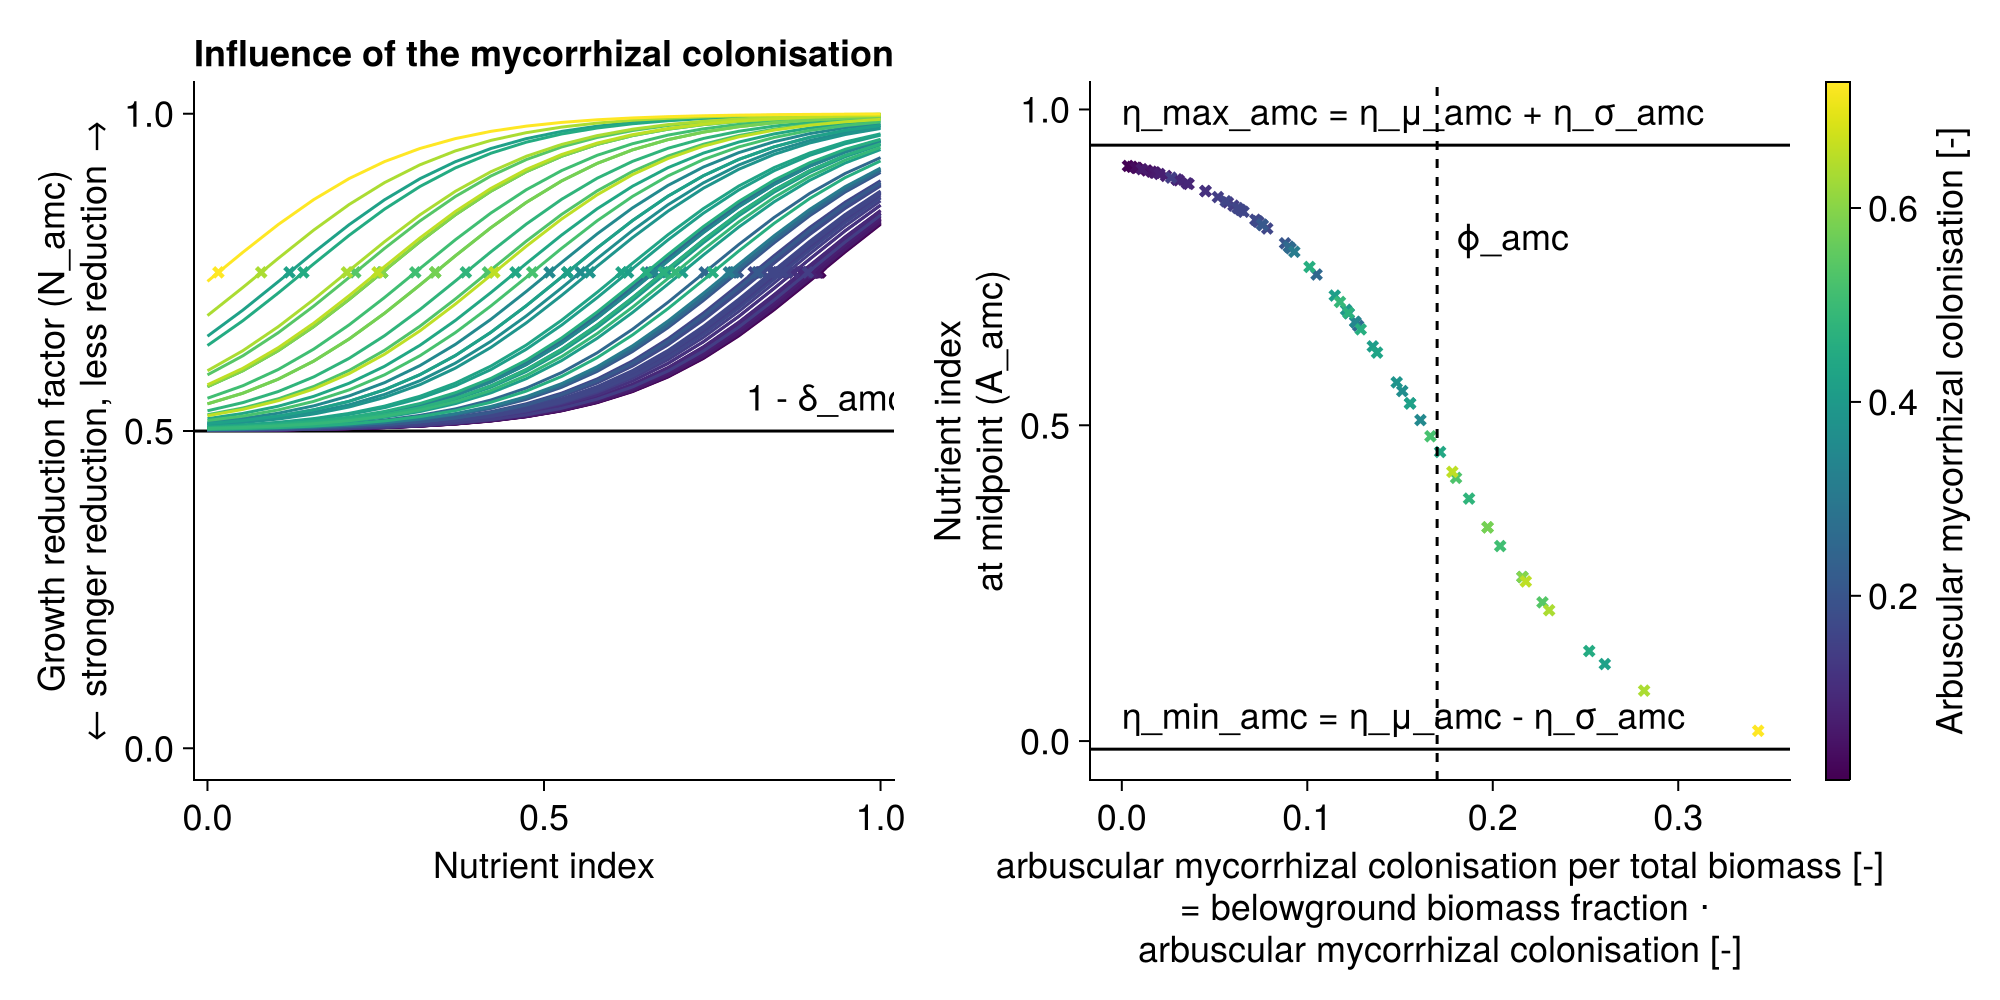 Influence of the mycorrhizal colonisation
Growth reduction factor (N_amc)
← stronger reduction, less reduction →
1.0
0.5
0.0
1 - δ_amc
0.0
0.5
1.0
Nutrient index
Nutrient index
at midpoint (A_amc)
1.0
0.5
0.0
η_max_amc = η_μ_amc + η_σ_amc
ϕ_amc
η_min_amc = η_μ_amc - η_σ_amc
0.0
0.1
0.2
0.3
arbuscular mycorrhizal colonisation per total biomass [-]
= belowground biomass fraction ⋅
arbuscular mycorrhizal colonisation [-]
0.6
0.4
0.2
Arbuscular mycorrhizal colonisation [-]